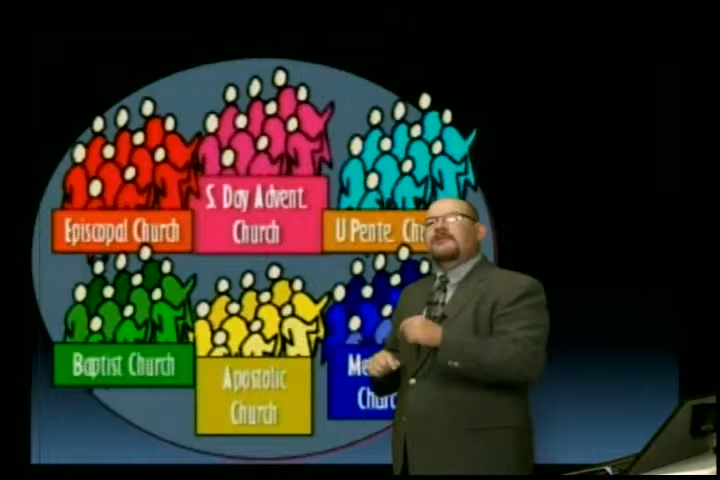 Episcopal Church
S. Day Advent.
Church
U Pente.
Baptist Church
Apostolic
Church